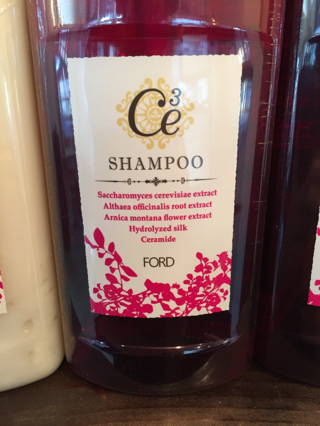 Ce3
SHAMPOO
Saccharomyces cerevisiae extract
Althaea officinalis root extract
Arnica montana flower extract
Hydrolyzed silk
Ceramide
FORD